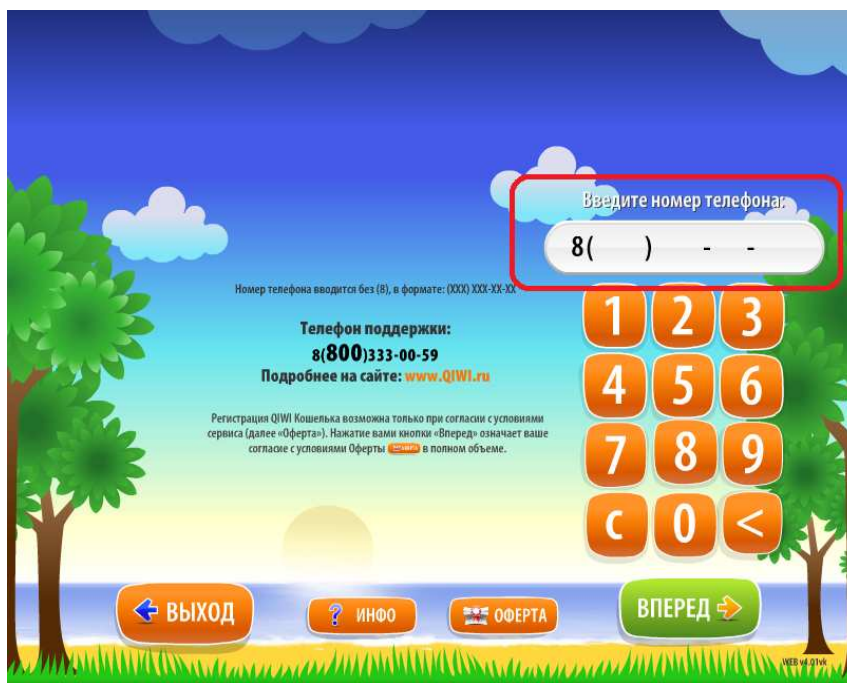 Введите номер телефона:
8( ) - -
Номер телефона вводится без (8), в формате: (XXX) XXX-XX-XX
Телефон поддержки:
8(800)333-00-59
Подробнее на сайте: www.QIWI.ru
Регистрация QIWI Кошелька возможна только при согласии с условиями
сервиса (далее «Оферта»). Нажатие вами кнопки «Вперед» означает ваше
согласие с условиями Оферты в полном объеме.
1 2 3
4 5 6
7 8 9
C 0 <
ВЫХОД
ИНФО
ОФЕРТА
ВПЕРЕД
WEB v4.01vk